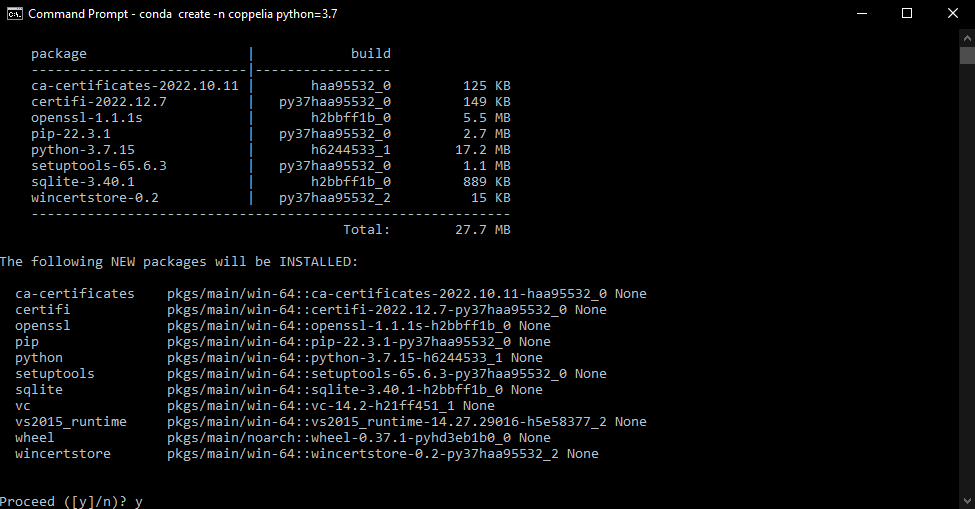 Command Prompt - conda  create -n coppelia python=3.7
package | build
---------------------------|-----------------
ca-certificates-2022.10.11 | haa95532_0 125 KB
certifi-2022.12.7 | py37haa95532_0 149 KB
openssl-1.1.1s | h2bbff1b_0 5.5 MB
pip-22.3.1 | py37haa95532_0 2.7 MB
python-3.7.15 | h6244533_1 17.2 MB
setuptools-65.6.3 | py37haa95532_0 1.1 MB
sqlite-3.40.1 | h2bbff1b_0 889 KB
wincertstore-0.2 | py37haa95532_2 15 KB
------------------------------------------------------------
Total: 27.7 MB
The following NEW packages will be INSTALLED:
ca-certificates pkgs/main/win-64::ca-certificates-2022.10.11-haa95532_0 None
certifi pkgs/main/win-64::certifi-2022.12.7-py37haa95532_0 None
openssl pkgs/main/win-64::openssl-1.1.1s-h2bbff1b_0 None
pip pkgs/main/win-64::pip-22.3.1-py37haa95532_0 None
python pkgs/main/win-64::python-3.7.15-h6244533_1 None
setuptools pkgs/main/win-64::setuptools-65.6.3-py37haa95532_0 None
sqlite pkgs/main/win-64::sqlite-3.40.1-h2bbff1b_0 None
vc pkgs/main/win-64::vc-14.2-h21ff451_1 None
vs2015_runtime pkgs/main/win-64::vs2015_runtime-14.27.29016-h5e58377_2 None
wheel pkgs/main/noarch::wheel-0.37.1-pyhd3eb1b0_0 None
wincertstore pkgs/main/win-64::wincertstore-0.2-py37haa95532_2 None
Proceed ([y]/n)? y